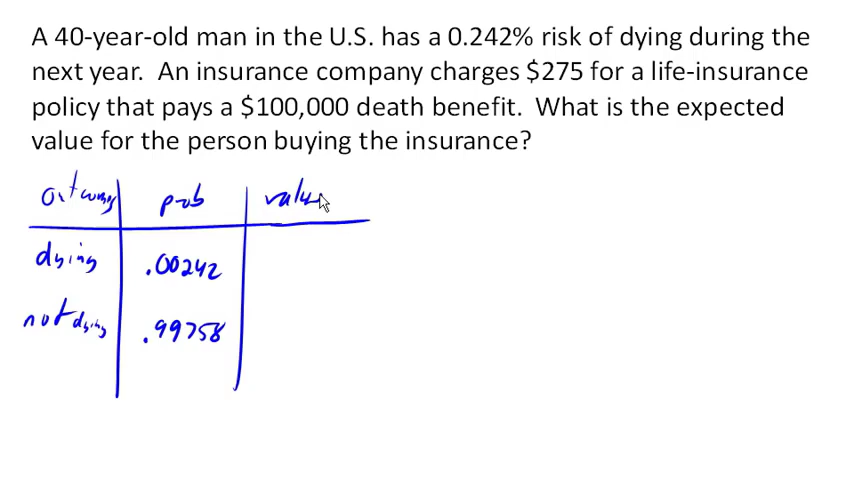 A 40-year-old man in the U.S. has a 0.242% risk of dying during the
next year. An insurance company charges $275 for a life-insurance
policy that pays a $100,000 death benefit. What is the expected
value for the person buying the insurance?
outcomes prob value
dying .00242
not dying .99758